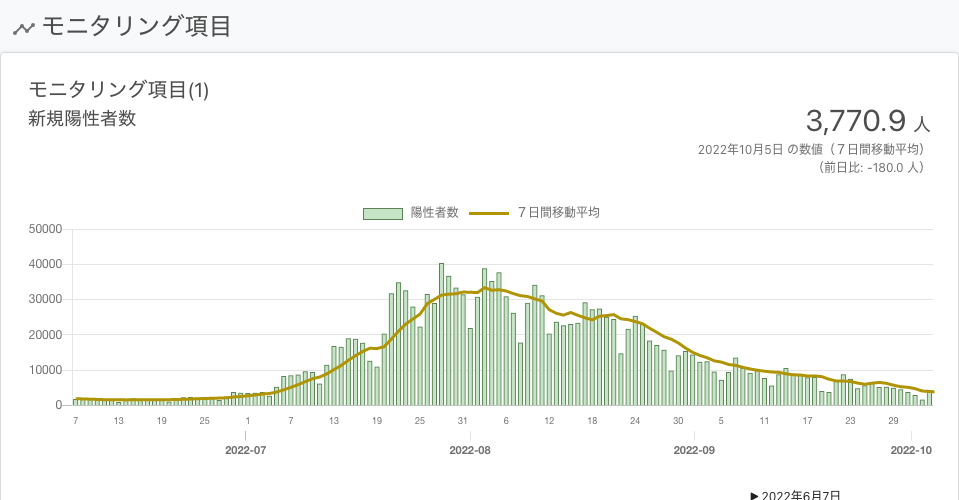 モニタリング項目
モニタリング項目(1)
新規陽性者数
3,770.9 人
2022年10月5日 の数値（７日間移動平均）
（前日比: -180.0 人）
陽性者数 ７日間移動平均
50000
40000
30000
20000
10000
0
7 13 19 25 1 7 13 19 25 31 6 12 18 24 30 5 11 17 23 29
2022-07 2022-08 2022-09 2022-10
▶ 2022年6月7日